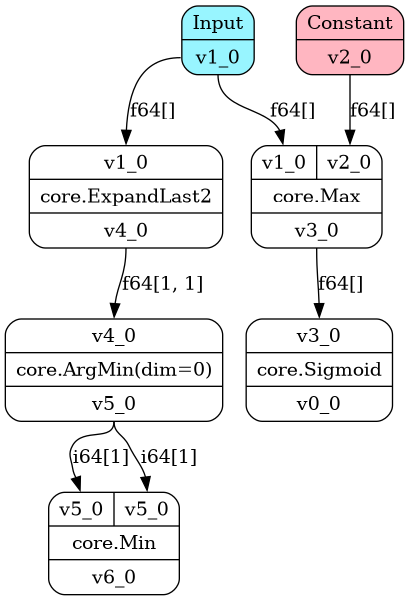 Input
v1_0
Constant
v2_0
f64[]
f64[]
f64[]
v1_0
core.ExpandLast2
v4_0
v1_0 v2_0
core.Max
v3_0
f64[1, 1]
f64[]
v4_0
core.ArgMin(dim=0)
v5_0
v3_0
core.Sigmoid
v0_0
i64[1]
i64[1]
v5_0 v5_0
core.Min
v6_0